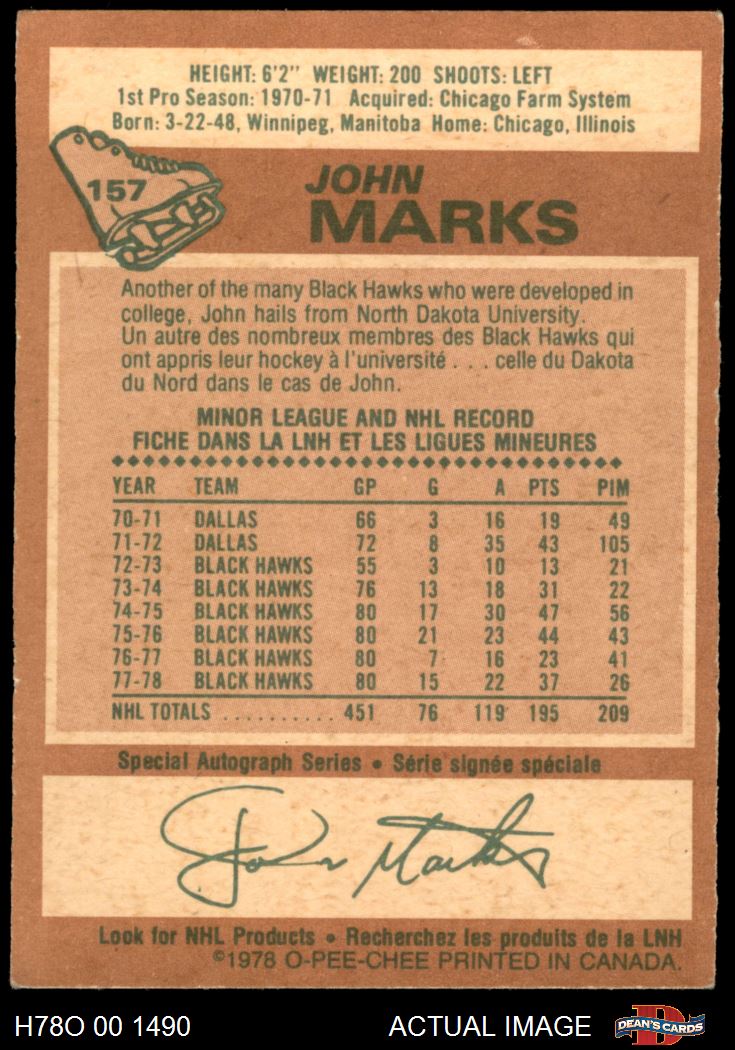 HEIGHT: 6'2" WEIGHT: 200 SHOOTS: LEFT
1st Pro Season: 1970-71 Acquired: Chicago Farm System
Born: 3-22-48, Winnipeg, Manitoba Home: Chicago, Illinois
157
JOHN
MARKS
Another of the many Black Hawks who were developed in
college, John hails from North Dakota University.
Un autre des nombreux membres des Black Hawks qui
ont appris leur hockey à l'université . . . celle du Dakota
du Nord dans le cas de John.
MINOR LEAGUE AND NHL RECORD
FICHE DANS LA LNH ET LES LIGUES MINEURES
YEAR TEAM GP G A PTS PIM
70-71 DALLAS 66 3 16 19 49
71-72 DALLAS 72 8 35 43 105
72-73 BLACK HAWKS 55 3 10 13 21
73-74 BLACK HAWKS 76 13 18 31 22
74-75 BLACK HAWKS 80 17 30 47 56
75-76 BLACK HAWKS 80 21 23 44 43
76-77 BLACK HAWKS 80 7 16 23 41
77-78 BLACK HAWKS 80 15 22 37 26
NHL TOTALS .......... 451 76 119 195 209
Special Autograph Series • Série signée spéciale
John Marks
Look for NHL Products • Recherchez les produits de la LNH
©1978 O-PEE-CHEE PRINTED IN CANADA.
H78O 00 1490 ACTUAL IMAGE
D
DEAN'S CARDS